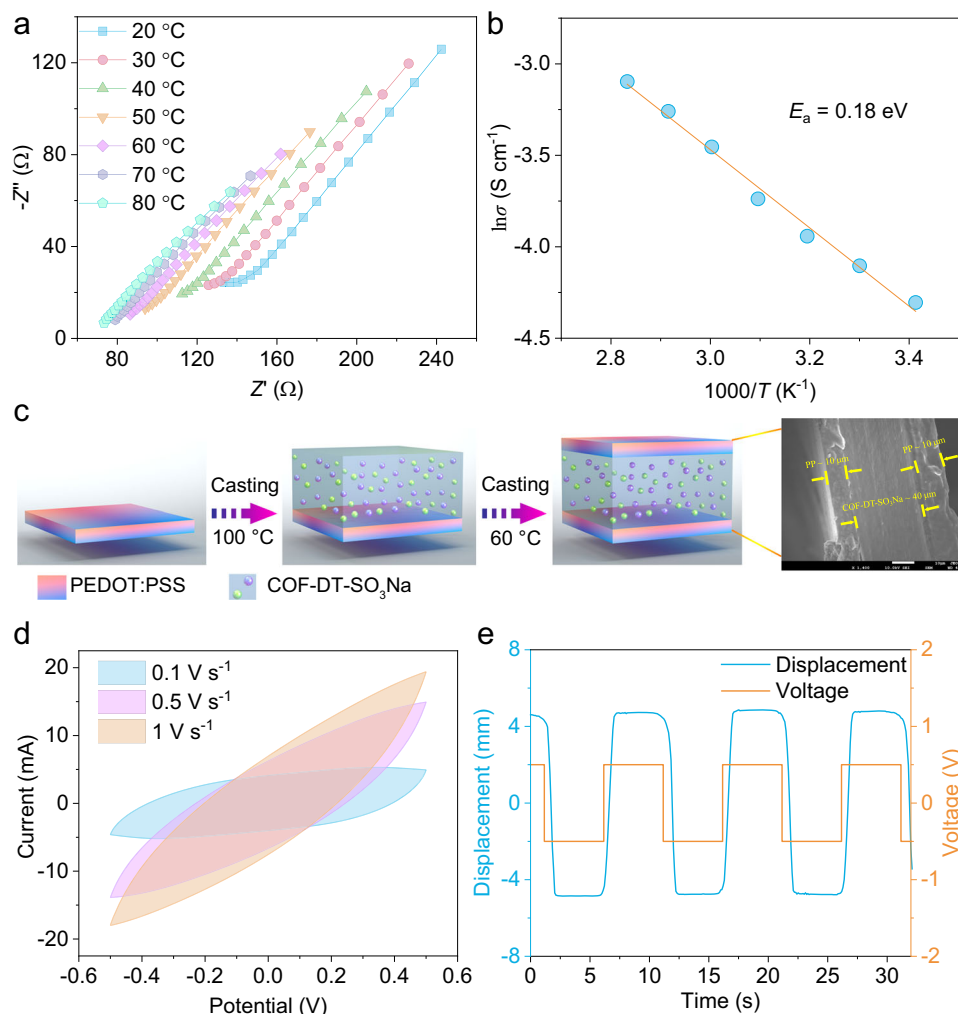 a
20 °C
30 °C
40 °C
50 °C
60 °C
70 °C
80 °C
-Z″ (Ω)
120
80
40
0
80 120 160 200 240
Z′ (Ω)
b
Ea = 0.18 eV
lnσ (S cm⁻¹)
-3.0
-3.5
-4.0
-4.5
2.8 3.0 3.2 3.4
1000/T (K⁻¹)
c
Casting
100 °C
Casting
60 °C
PP ~ 10 μm
PP ~ 10 μm
COF-DT-SO₃Na ~ 40 μm
PEDOT:PSS
COF-DT-SO₃Na
d
0.1 V s⁻¹
0.5 V s⁻¹
1 V s⁻¹
Current (mA)
20
10
0
-10
-20
-0.6 -0.4 -0.2 0.0 0.2 0.4 0.6
Potential (V)
e
Displacement
Voltage
Displacement (mm)
8
4
0
-4
-8
Voltage (V)
2
1
0
-1
-2
0 5 10 15 20 25 30
Time (s)